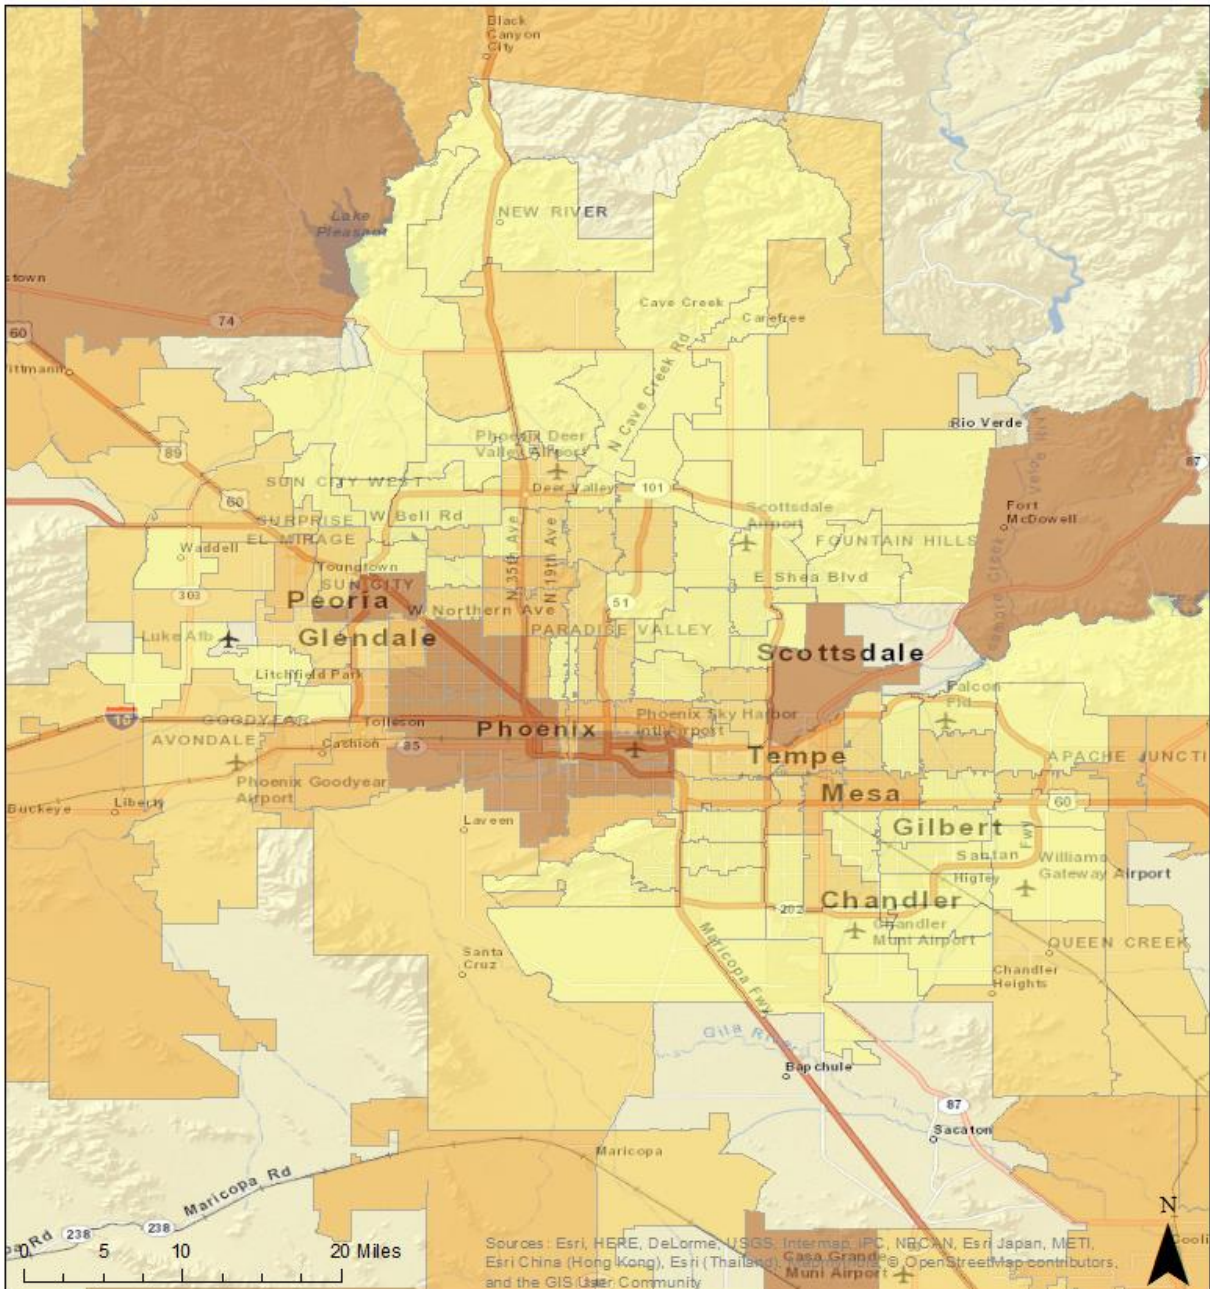 Black
Canyon
City
NEW RIVER
Lake
Pleasant
stown
74
Cave Creek
Carefree
60
ittmann
N Cave Creek Rd
Rio Verde
Phoenix Deer
Valley Airport
89
87
SUN CITY WEST
Deer Valley
101
60
Fort
McDowell
SURPRISE
W Bell Rd
Scottsdale
Airport
EL MIRAGE
FOUNTAIN HILLS
Waddell
N 35th Ave
N 19th Ave
Youngtown
SUN CITY
E Shea Blvd
303
Peoria
W Northern Ave
51
Luke Afb
Glendale
PARADISE VALLEY
Scottsdale
Litchfield Park
Falcon
Fld
10
GOODYEAR
Tolleson
Phoenix
Phoenix Sky Harbor
Intl Airport
AVONDALE
Cashion
85
Tempe
APACHE JUNCTI
Phoenix Goodyear
Airport
Mesa
Buckeye
Liberty
60
Laveen
Gilbert
Fwy
Santan
Williams
Gateway Airport
Higley
Chandler
202
Chandler
Muni Airport
Maricopa Fwy
QUEEN CREEK
Santa
Cruz
Chandler
Heights
Gila River
Bapchule
87
Sacaton
Maricopa
Maricopa Rd
238
238
pa Rd
N
Cooli
0 5 10 20 Miles
Sources: Esri, HERE, DeLorme, USGS, Intermap, iPC, NRCAN, Esri Japan, METI,
Esri China (Hong Kong), Esri (Thailand), MapmyIndia, © OpenStreetMap contributors,
and the GIS User Community
Casa Grande
Muni Airport